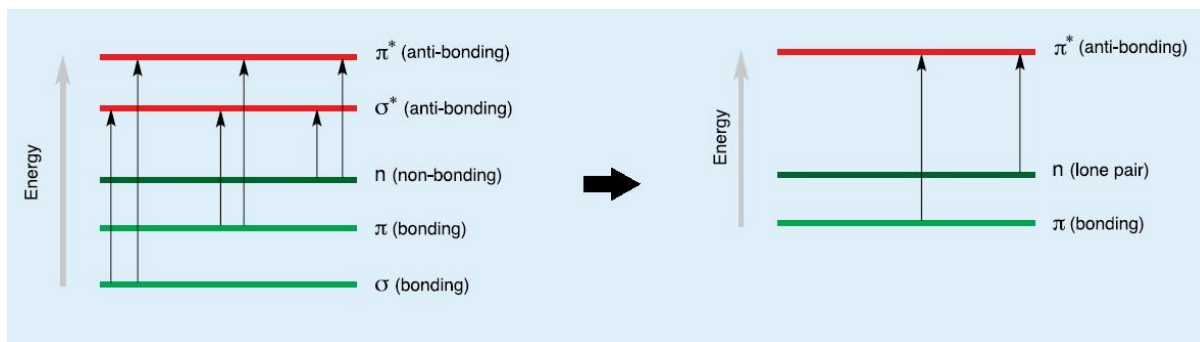 π* (anti-bonding)
σ* (anti-bonding)
n (non-bonding)
π (bonding)
σ (bonding)
Energy
π* (anti-bonding)
n (lone pair)
π (bonding)
Energy